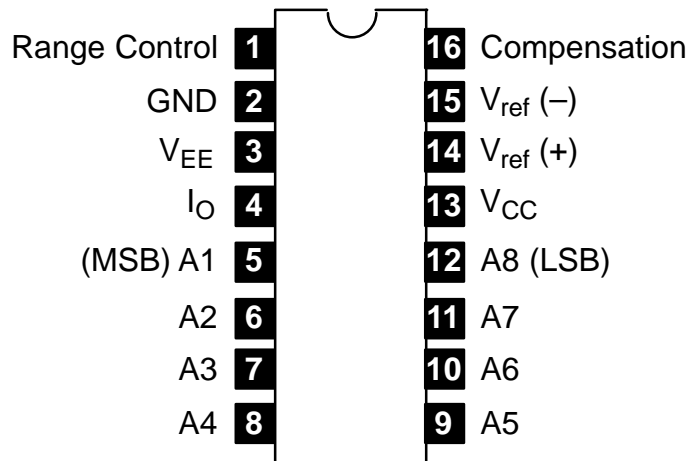 Range Control 1 16 Compensation
GND 2 15 Vref (–)
VEE 3 14 Vref (+)
IO 4 13 VCC
(MSB) A1 5 12 A8 (LSB)
A2 6 11 A7
A3 7 10 A6
A4 8 9 A5